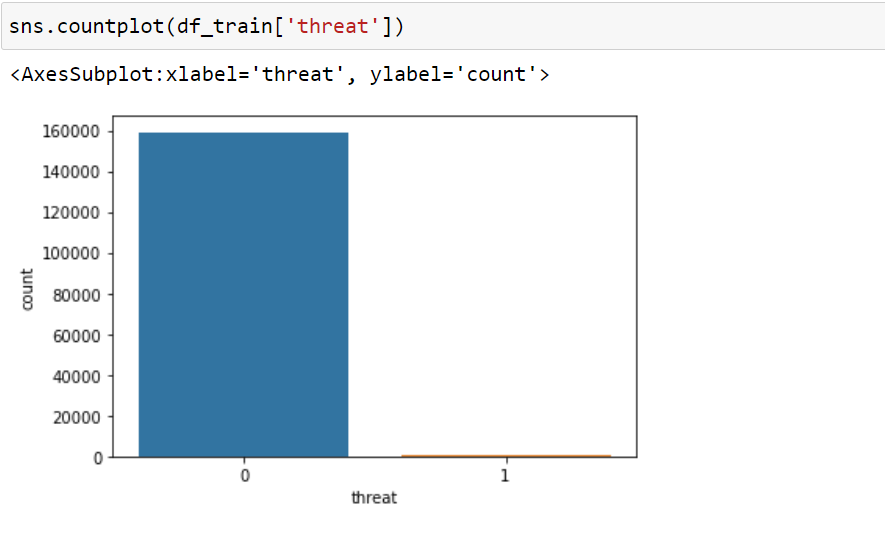 sns.countplot(df_train['threat'])
<AxesSubplot:xlabel='threat', ylabel='count'>
160000
140000
120000
100000
80000
60000
40000
20000
0
count
0 1
threat